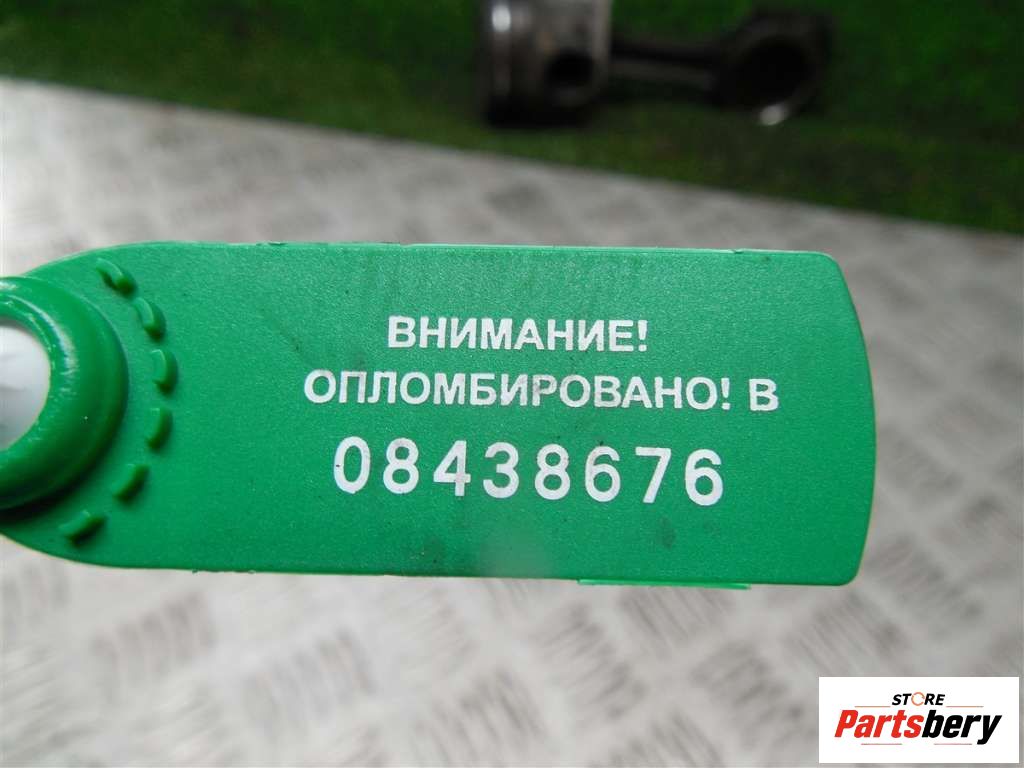 ВНИМАНИЕ!
ОПЛОМБИРОВАНО! В
08438676
STORE
Partsbery